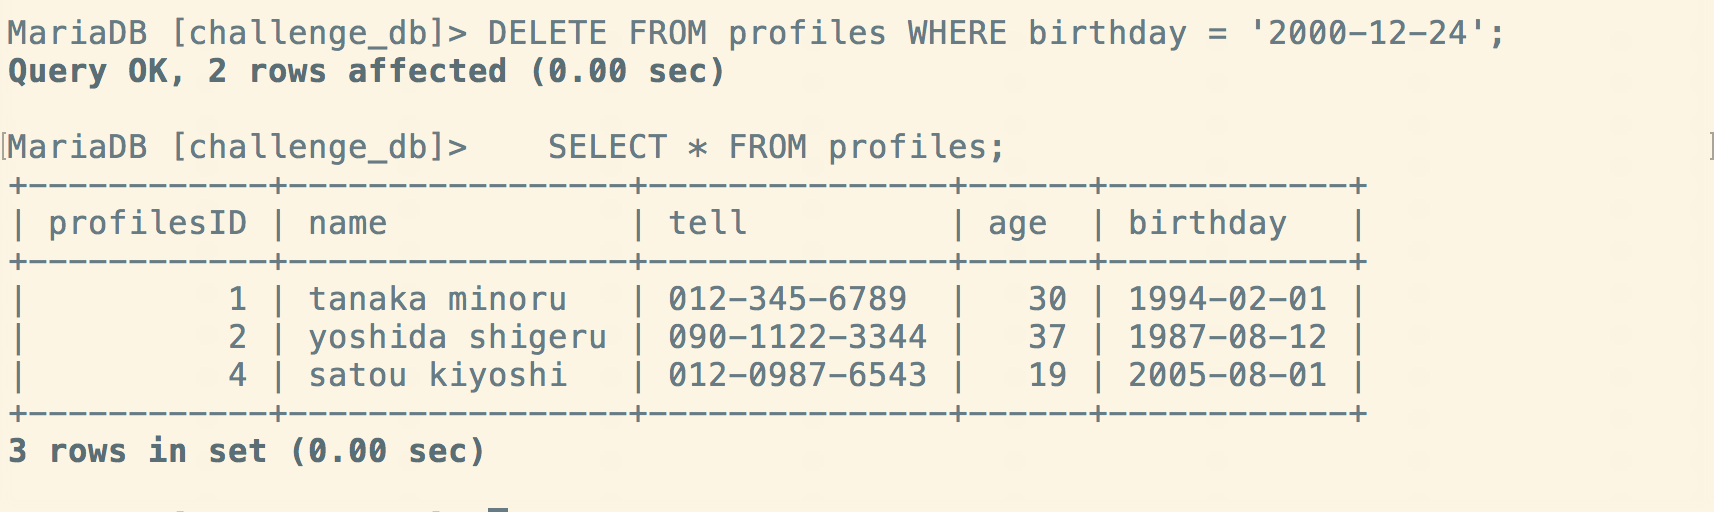 MariaDB [challenge_db]> DELETE FROM profiles WHERE birthday = '2000-12-24';
Query OK, 2 rows affected (0.00 sec)
MariaDB [challenge_db]>    SELECT * FROM profiles;
+------------+----------------+---------------+------+------------+
| profilesID | name           | tell          | age  | birthday   |
+------------+----------------+---------------+------+------------+
|          1 | tanaka minoru  | 012-345-6789  |   30 | 1994-02-01 |
|          2 | yoshida shigeru | 090-1122-3344 |   37 | 1987-08-12 |
|          4 | satou kiyoshi  | 012-0987-6543 |   19 | 2005-08-01 |
+------------+----------------+---------------+------+------------+
3 rows in set (0.00 sec)